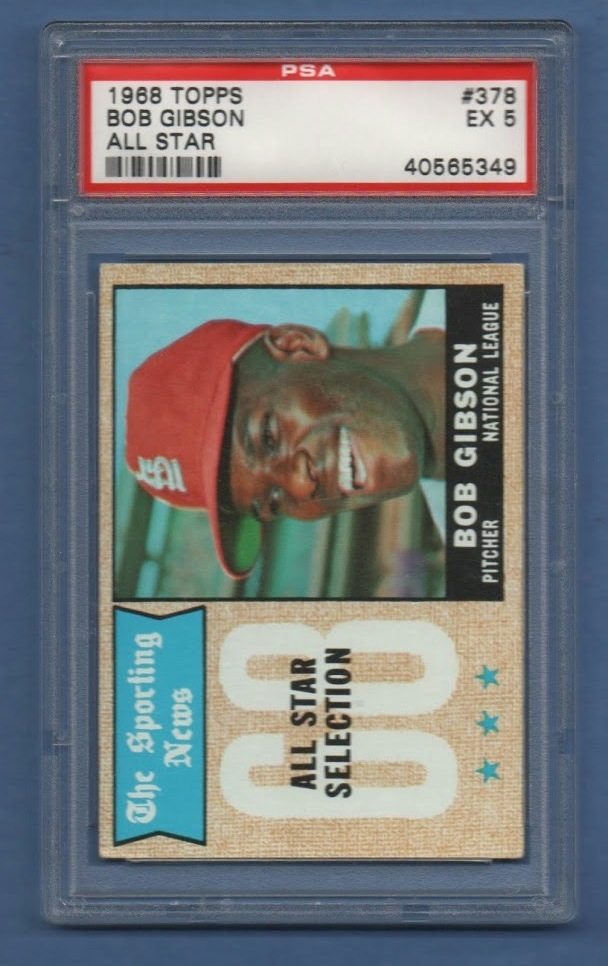 PSA
1968 TOPPS #378
BOB GIBSON EX 5
ALL STAR
40565349
The Sporting
News
68
ALL STAR
SELECTION
BOB GIBSON
PITCHER NATIONAL LEAGUE
StL